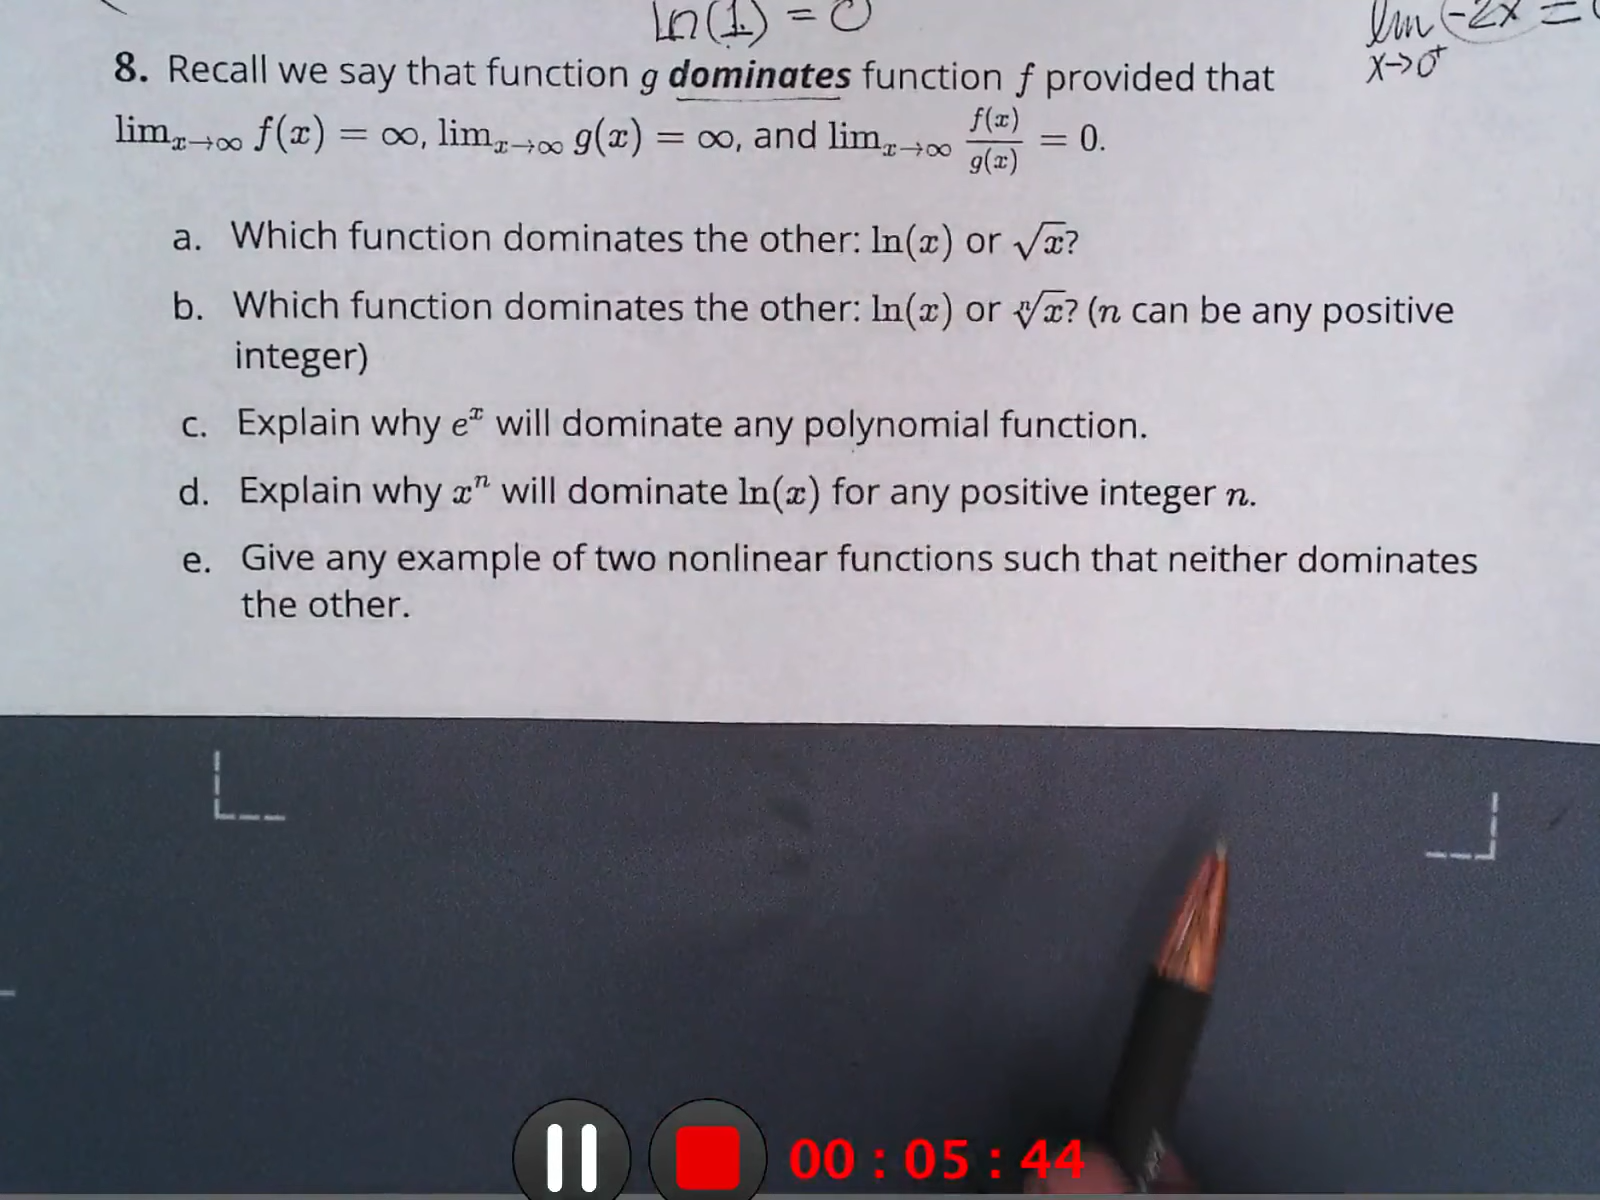 ln(1) = 0
lim -2x =
x→0⁺
8. Recall we say that function g dominates function f provided that
lim_{x→∞} f(x) = ∞, lim_{x→∞} g(x) = ∞, and lim_{x→∞} f(x)/g(x) = 0.
a. Which function dominates the other: ln(x) or √x?
b. Which function dominates the other: ln(x) or ⁿ√x? (n can be any positive
integer)
c. Explain why eˣ will dominate any polynomial function.
d. Explain why xⁿ will dominate ln(x) for any positive integer n.
e. Give any example of two nonlinear functions such that neither dominates
the other.
00 : 05 : 44